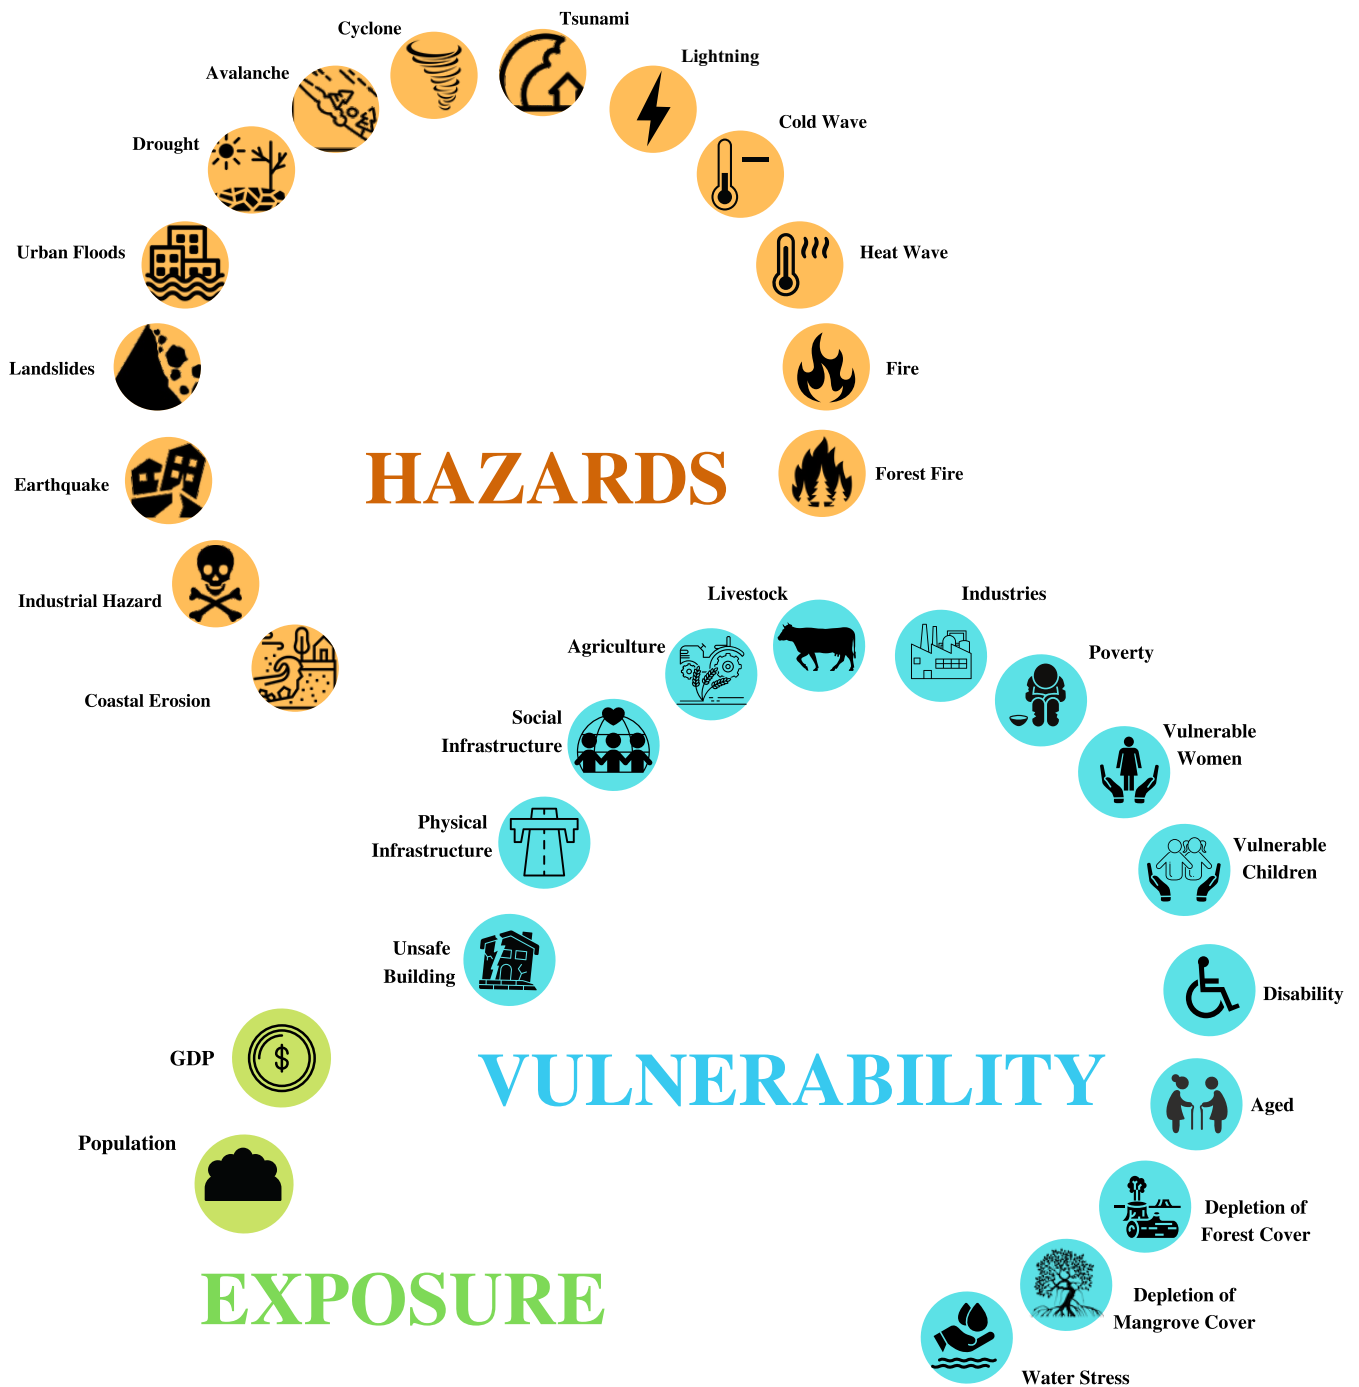 Tsunami
Cyclone
Lightning
Avalanche
Cold Wave
Drought
Urban Floods
Heat Wave
Landslides
Fire
HAZARDS
Forest Fire
Earthquake
Industrial Hazard
Coastal Erosion
Livestock
Industries
Agriculture
Poverty
Social
Infrastructure
Vulnerable
Women
Physical
Infrastructure
Vulnerable
Children
Unsafe
Building
Disability
GDP
VULNERABILITY
Aged
Population
Depletion of
Forest Cover
EXPOSURE
Depletion of
Mangrove Cover
Water Stress
$